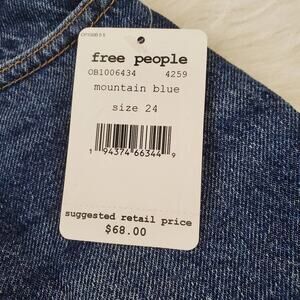 free people
OB1006434 4259
mountain blue
size 24
1 94374 66344 9
suggested retail price
$68.00